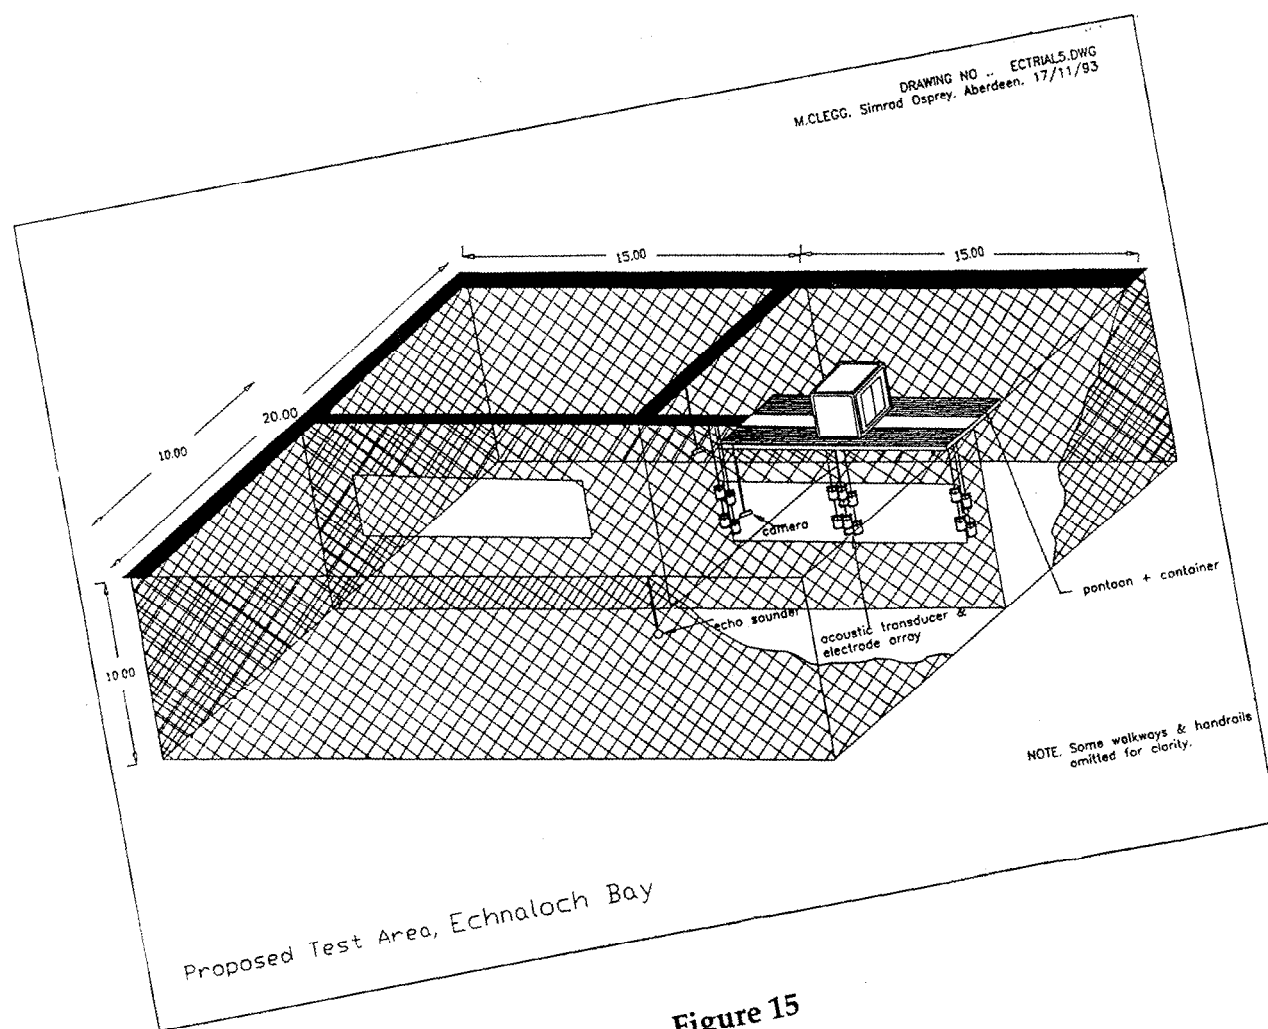 DRAWING NO .. ECTRIAL5.DWG
M.CLEGG. Simrad Osprey. Aberdeen. 17/11/93
15.00
15.00
20.00
10.00
camera
pontoon + container
echo sounder
acoustic transducer &
electrode array
10.00
NOTE. Some walkways & handrails
omitted for clarity.
Proposed Test Area, Echnaloch Bay
Figure 15